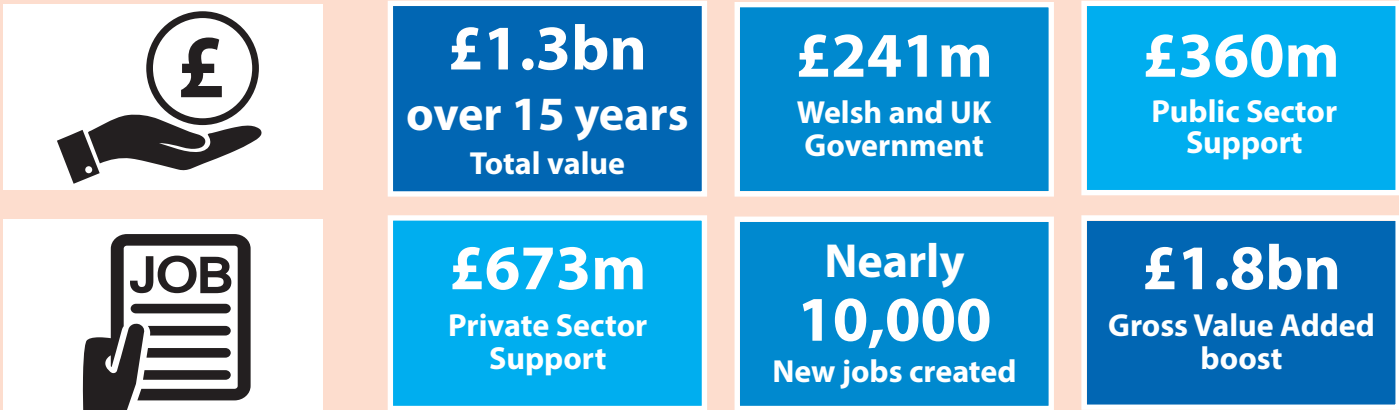 £
£1.3bn
over 15 years
Total value
£241m
Welsh and UK
Government
£360m
Public Sector
Support
JOB
£673m
Private Sector
Support
Nearly
10,000
New jobs created
£1.8bn
Gross Value Added
boost